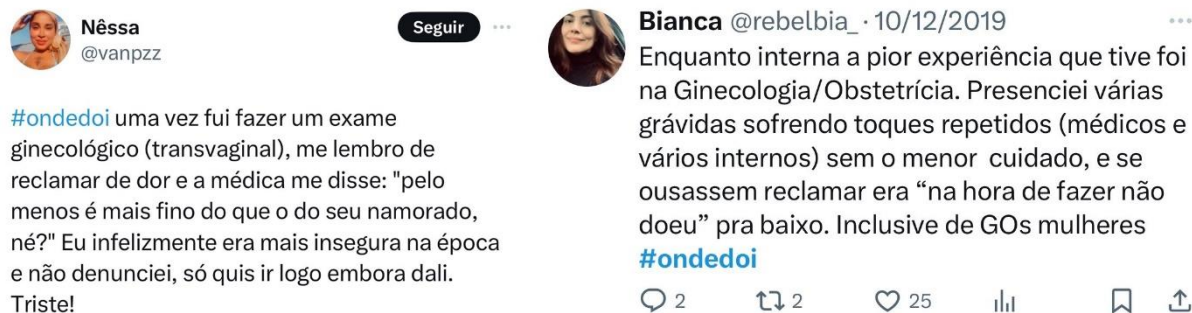 Nêssa
@vanpzz
Seguir
#ondedoi uma vez fui fazer um exame
ginecológico (transvaginal), me lembro de
reclamar de dor e a médica me disse: "pelo
menos é mais fino do que o do seu namorado,
né?" Eu infelizmente era mais insegura na época
e não denunciei, só quis ir logo embora dali.
Triste!
Bianca @rebelbia_ · 10/12/2019
Enquanto interna a pior experiência que tive foi
na Ginecologia/Obstetrícia. Presenciei várias
grávidas sofrendo toques repetidos (médicos e
vários internos) sem o menor cuidado, e se
ousassem reclamar era “na hora de fazer não
doeu” pra baixo. Inclusive de GOs mulheres
#ondedoi
2 2 25